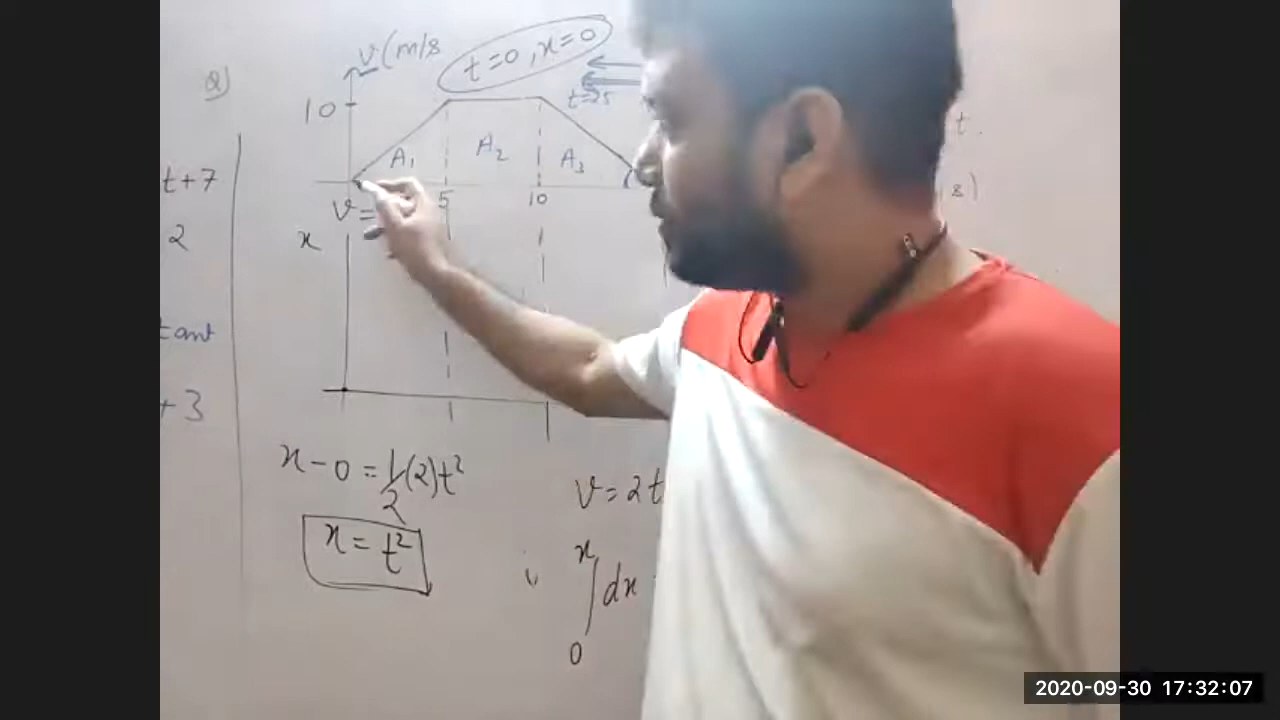 Q)
v(m/s
t=0, x=0
10
t=25
A1
A2
A3
t.
t+7
5
10
s)
v=
2
x
tant
+3
x-0=1/2(2)t²
v=2t
x=t²
x
∫dx
0
2020-09-30 17:32:07